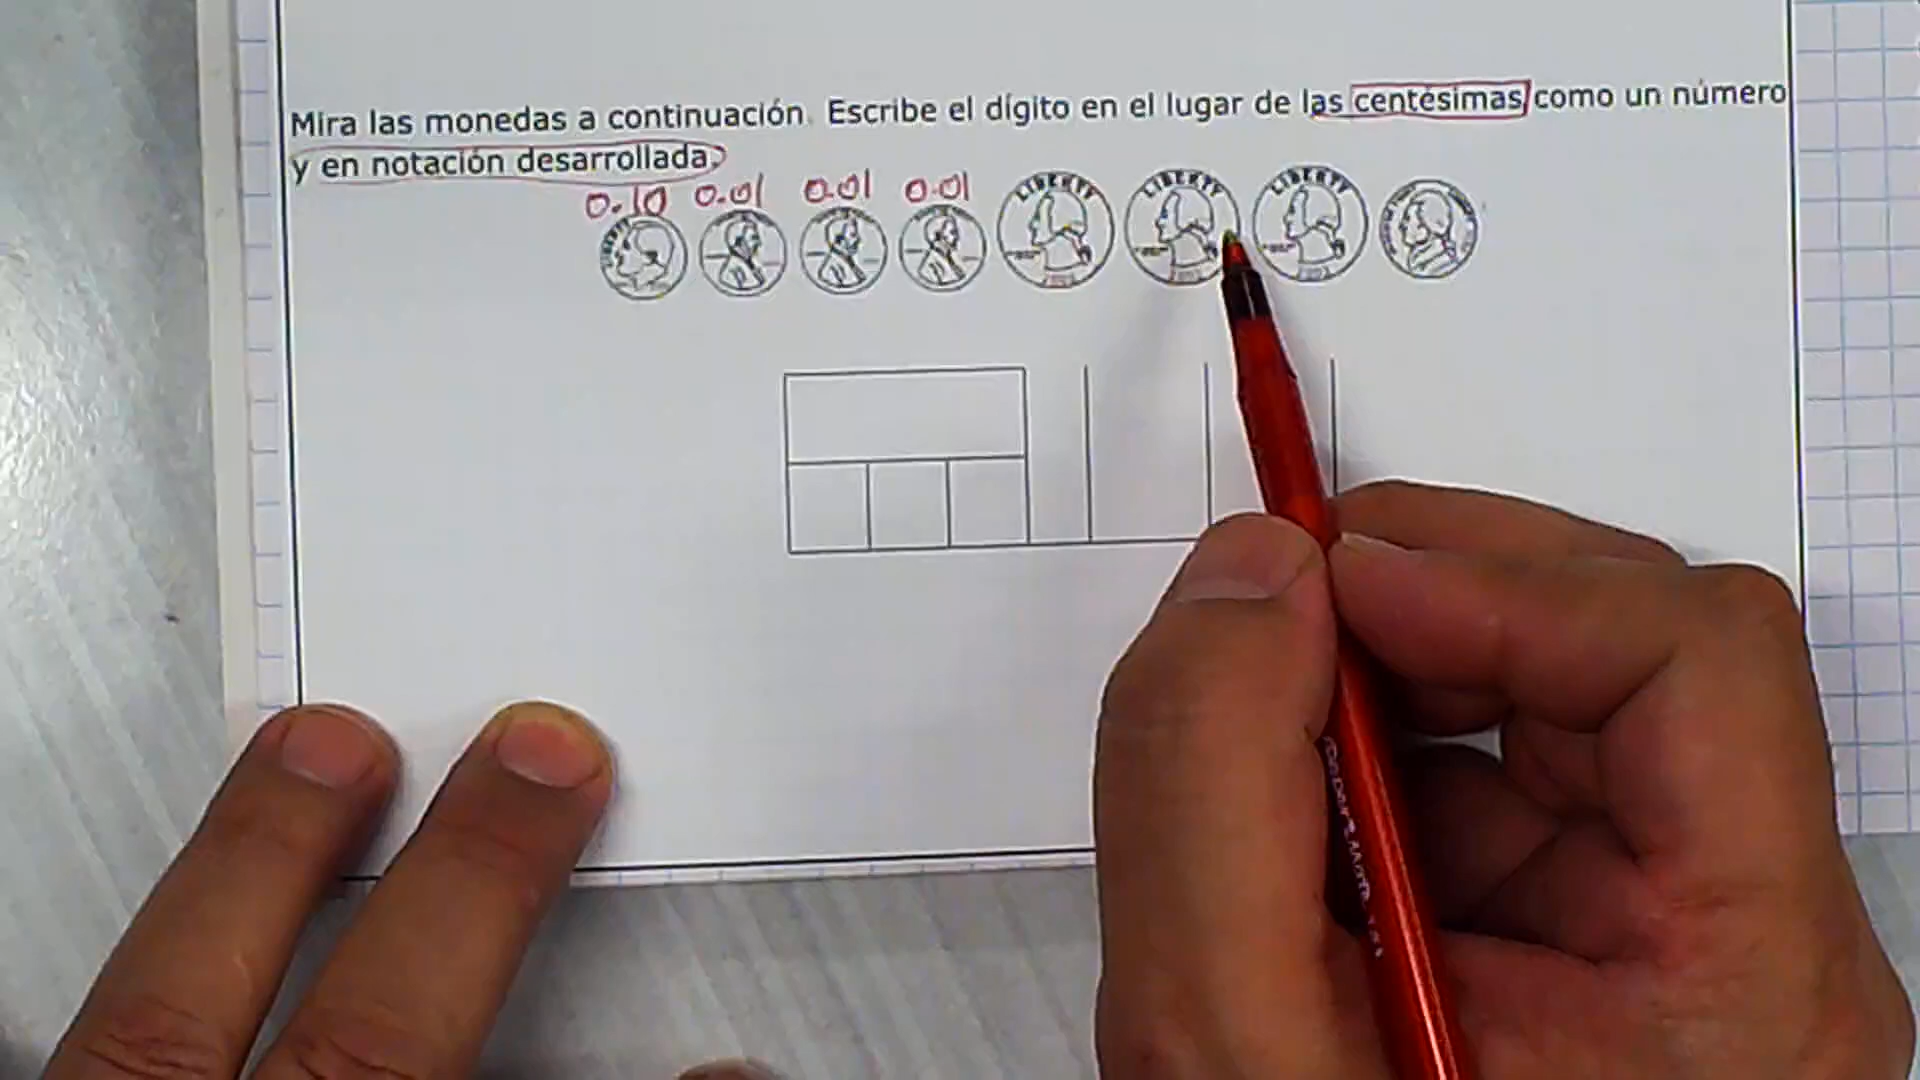 Mira las monedas a continuación. Escribe el dígito en el lugar de las centésimas como un número
y en notación desarrollada.
0.10 0.01 0.01 0.01
LIBERTY LIBERTY LIBERTY LIBERTY